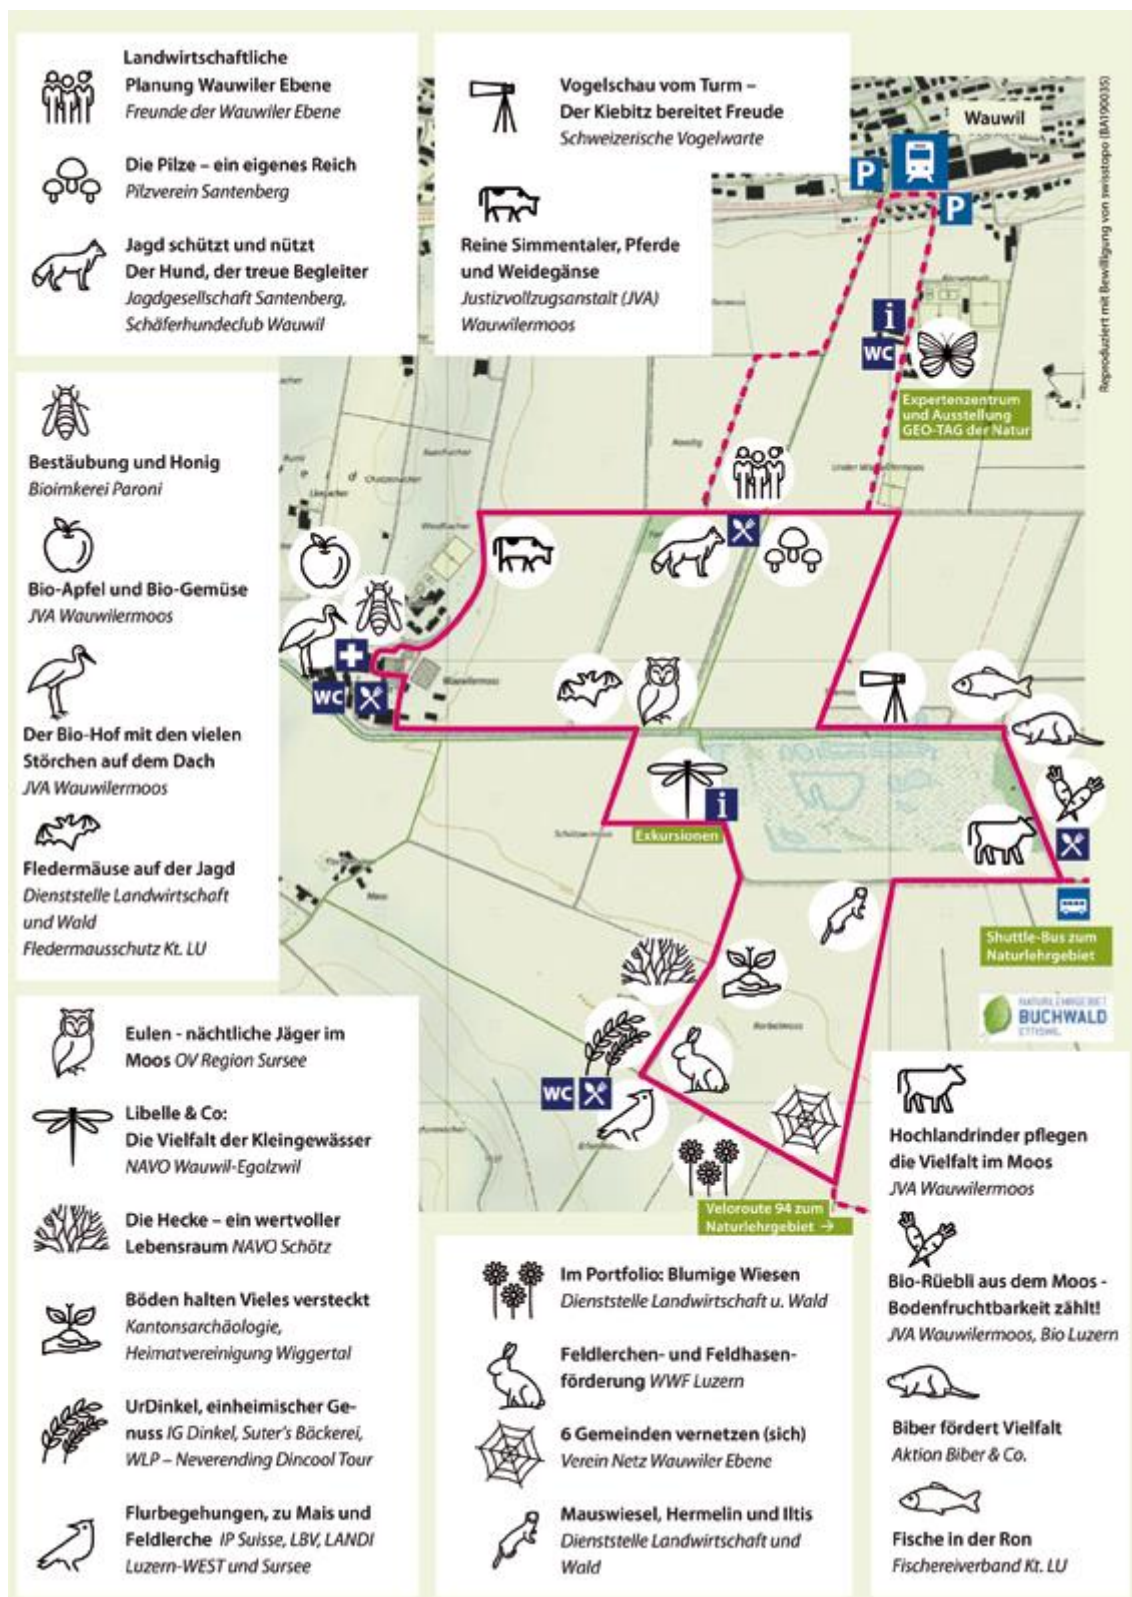 Landwirtschaftliche
Planung Wauwiler Ebene
Freunde der Wauwiler Ebene
Die Pilze – ein eigenes Reich
Pilzverein Santenberg
Jagd schützt und nützt
Der Hund, der treue Begleiter
Jagdgesellschaft Santenberg,
Schäferhundeclub Wauwil
Vogelschau vom Turm –
Der Kiebitz bereitet Freude
Schweizerische Vogelwarte
Reine Simmentaler, Pferde
und Weidegänse
Justizvollzugsanstalt (JVA)
Wauwilermoos
Wauwil
P
P
Reproduziert mit Bewilligung von swisstopo (BA190035)
i
WC
Expertenzentrum
und Ausstellung
GEO-TAG der Natur
Bestäubung und Honig
Bioimkerei Paroni
Bio-Apfel und Bio-Gemüse
JVA Wauwilermoos
Der Bio-Hof mit den vielen
Störchen auf dem Dach
JVA Wauwilermoos
Fledermäuse auf der Jagd
Dienststelle Landwirtschaft
und Wald
Fledermausschutz Kt. LU
WC
Wauwilermoos
i
Exkursionen
Moos
Shuttle-Bus zum
Naturlehrgebiet
NATURLEHRGEBIET
BUCHWALD
ETTISWIL
WC
Veloroute 94 zum
Naturlehrgebiet →
Eulen - nächtliche Jäger im
Moos OV Region Sursee
Libelle & Co:
Die Vielfalt der Kleingewässer
NAVO Wauwil-Egolzwil
Die Hecke – ein wertvoller
Lebensraum NAVO Schötz
Böden halten Vieles versteckt
Kantonsarchäologie,
Heimatvereinigung Wiggertal
UrDinkel, einheimischer Ge-
nuss IG Dinkel, Suter's Bäckerei,
WLP – Neverending Dincool Tour
Flurbegehungen, zu Mais und
Feldlerche IP Suisse, LBV, LANDI
Luzern-WEST und Sursee
Im Portfolio: Blumige Wiesen
Dienststelle Landwirtschaft u. Wald
Feldlerchen- und Feldhasen-
förderung WWF Luzern
6 Gemeinden vernetzen (sich)
Verein Netz Wauwiler Ebene
Mauswiesel, Hermelin und Iltis
Dienststelle Landwirtschaft und
Wald
Hochlandrinder pflegen
die Vielfalt im Moos
JVA Wauwilermoos
Bio-Rüebli aus dem Moos -
Bodenfruchtbarkeit zählt!
JVA Wauwilermoos, Bio Luzern
Biber fördert Vielfalt
Aktion Biber & Co.
Fische in der Ron
Fischereiverband Kt. LU